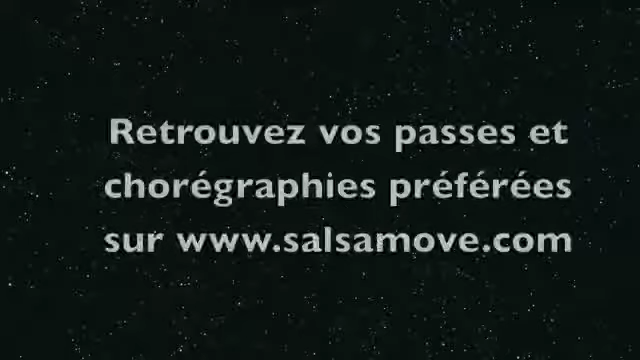 Retrouvez vos passes et
chorégraphies préférées
sur www.salsamove.com